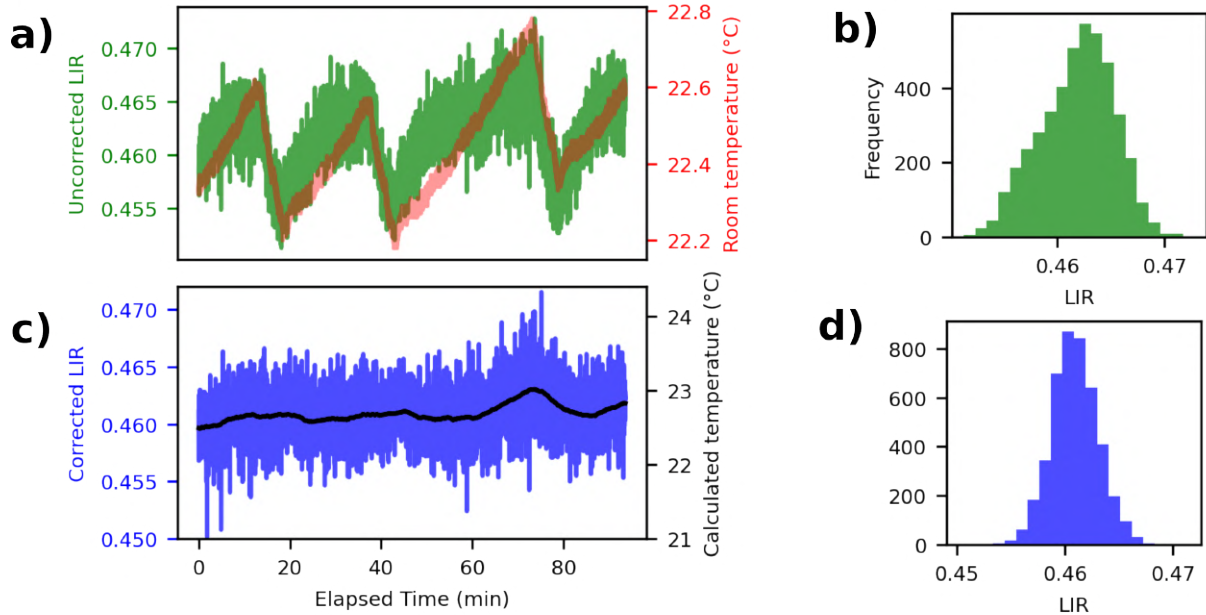 a)
Uncorrected LIR
0.470
0.465
0.460
0.455
22.8
22.6
22.4
22.2
Room temperature (°C)
b)
Frequency
400
200
0
0.46
0.47
LIR
c)
Corrected LIR
0.470
0.465
0.460
0.455
0.450
24
23
22
21
Calculated temperature (°C)
0
20
40
60
80
Elapsed Time (min)
d)
800
600
400
200
0
0.45
0.46
0.47
LIR